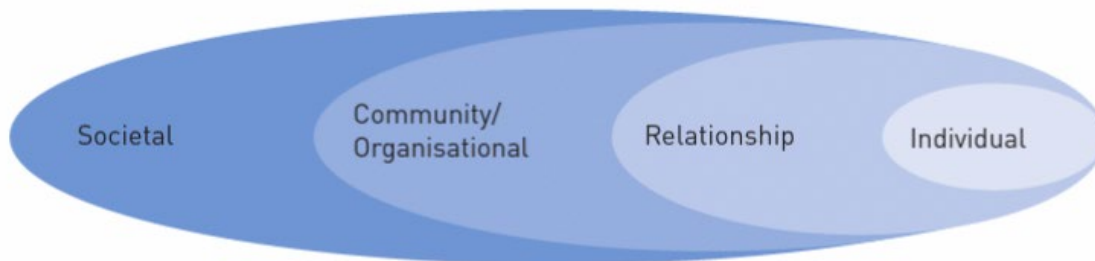 Societal
Community/
Organisational
Relationship
Individual